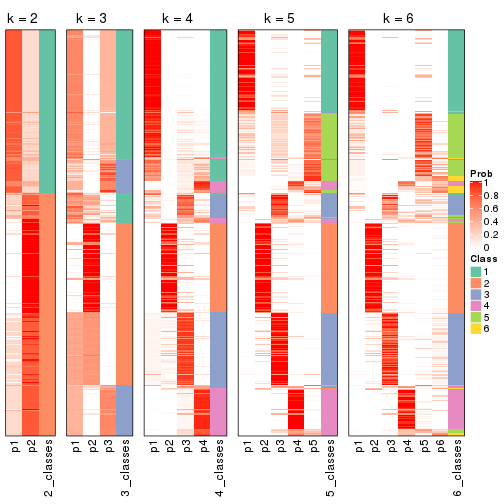 k = 2
k = 3
k = 4
k = 5
k = 6
Prob
1
0.8
0.6
0.4
0.2
0
Class
1
2
3
4
5
6
p1
p2
2_classes
p1
p2
p3
3_classes
p1
p2
p3
p4
4_classes
p1
p2
p3
p4
p5
5_classes
p1
p2
p3
p4
p5
p6
6_classes